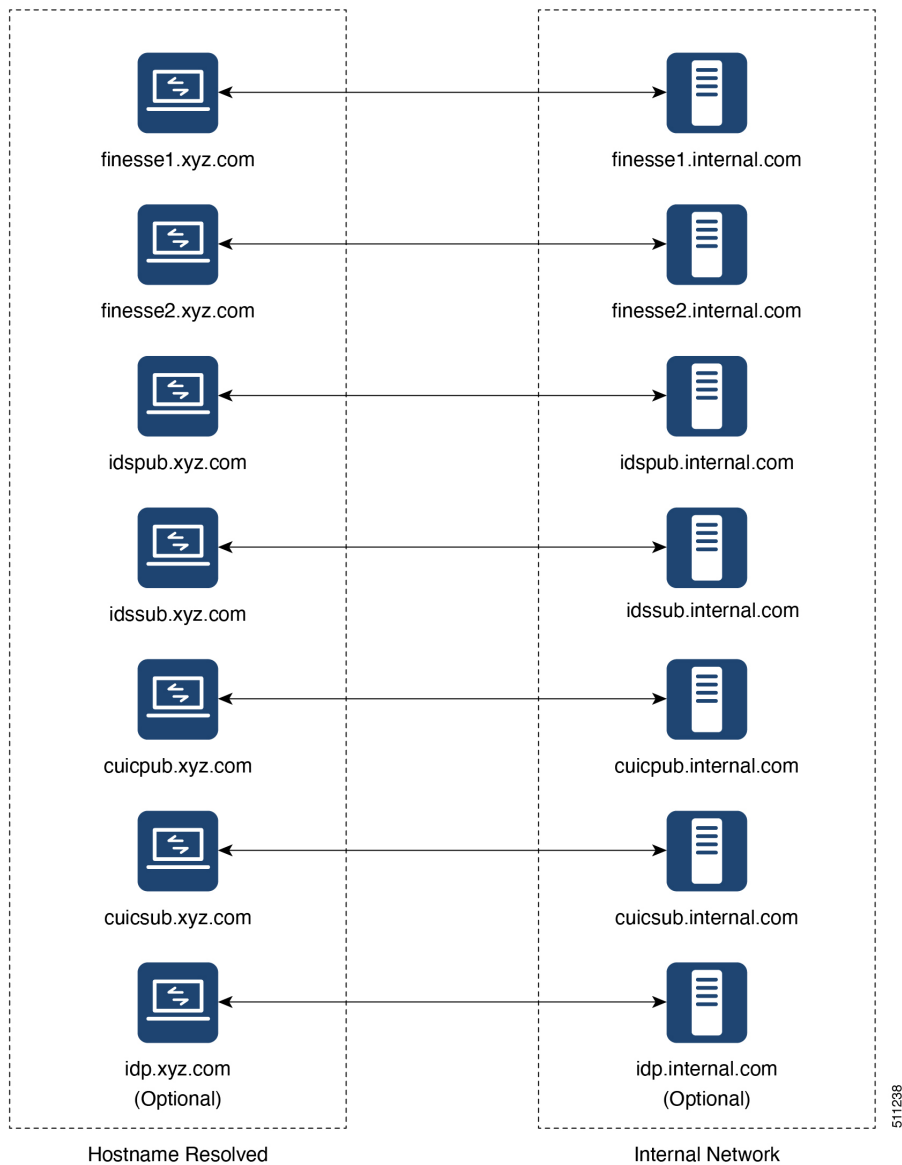 finesse1.xyz.com
finesse1.internal.com
finesse2.xyz.com
finesse2.internal.com
idspub.xyz.com
idspub.internal.com
idssub.xyz.com
idssub.internal.com
cuicpub.xyz.com
cuicpub.internal.com
cuicsub.xyz.com
cuicsub.internal.com
idp.xyz.com
(Optional)
idp.internal.com
(Optional)
Hostname Resolved
Internal Network
511238